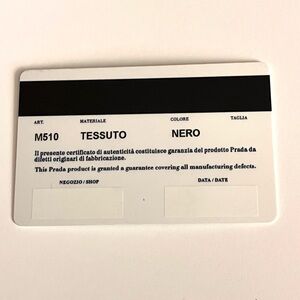 ART. MATERIALE COLORE TAGLIA
M510 TESSUTO NERO
Il presente certificato di autenticità costituisce garanzia del prodotto Prada da
difetti originari di fabbricazione.
This Prada product is granted a guarantee covering all manufacturing defects.
NEGOZIO / SHOP DATA / DATE